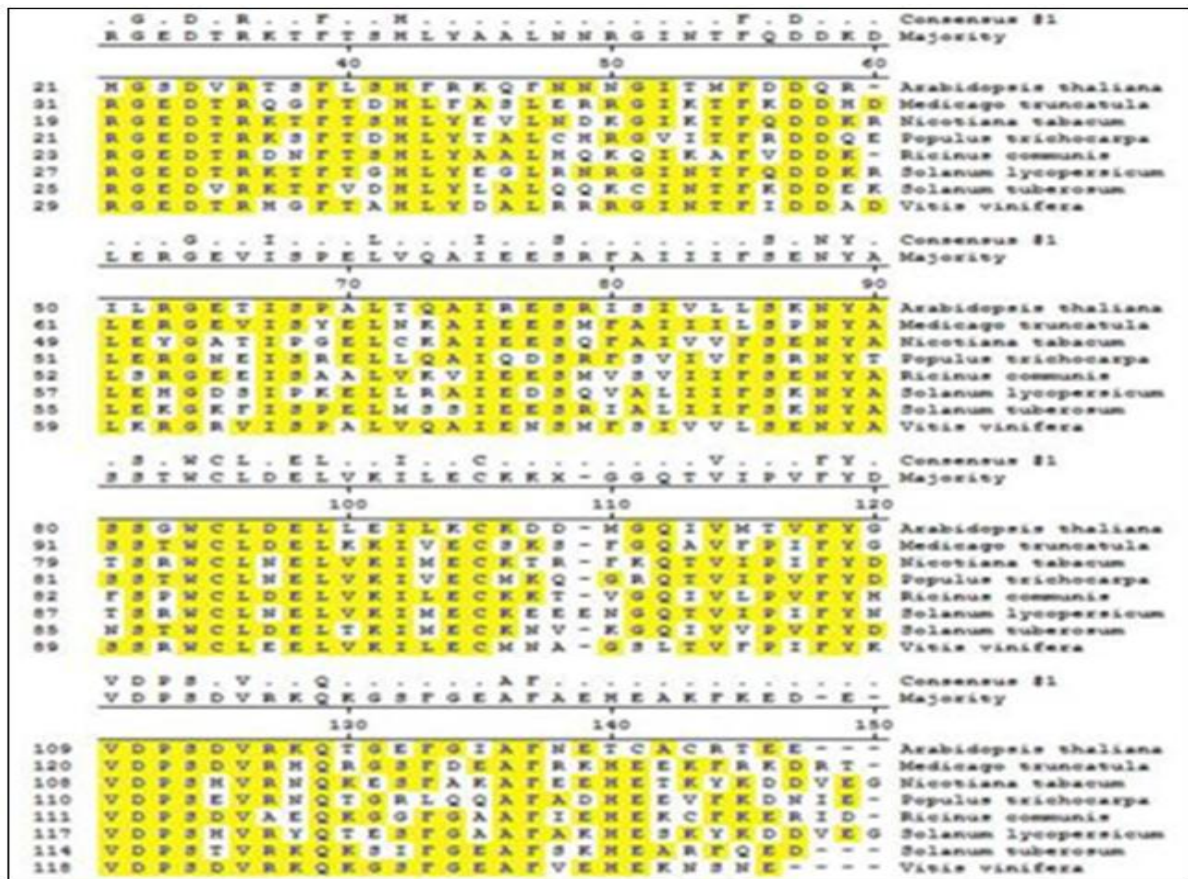 . G . D . R . . F . . H . . . . . . . . . . . . F . D . . . Consensus #1
R G E D T R K T F T S H L Y A A L N N R G I N T F Q D D K D Majority
40 50 60
21 H G S D V R T S F L S H F R K Q F N N N G I T M F D D Q R - Arabidopsis thaliana
31 R G E D T R Q G F T D H L F A S L E R R G I K T F K D D H D Medicago truncatula
19 R G E D T R K T F T S H L Y E V L N D K G I K T F Q D D K R Nicotiana tabacum
21 R G E D T R K S F T D H L Y T A L C H R G V I T F R D D Q E Populus trichocarpa
23 R G E D T R D N F T S H L Y A A L H Q K Q I K A F V D D K - Ricinus communis
27 R G E D T R K T F T G H L Y E G L R N R G I N T F Q D D K R Solanum lycopersicum
25 R G E D V R K T F V D H L Y L A L Q Q K C I N T F K D D E K Solanum tuberosum
29 R G E D T R H G F T A H L Y D A L R R R G I N T F I D D A D Vitis vinifera
. . . G . . I . . . L . . . I . . S . . . . . . . S . N Y . Consensus #1
L E R G E V I S P E L V Q A I E E S R F A I I I F S E N Y A Majority
70 80 90
50 I L R G E T I S P A L T Q A I R E S R I S I V L L S K N Y A Arabidopsis thaliana
61 L E R G E V I S Y E L N K A I E E S M F A I I I L S P N Y A Medicago truncatula
49 L E Y G A T I P G E L C K A I E E S Q F A I V V F S E N Y A Nicotiana tabacum
51 L E R G N E I S R E L L Q A I Q D S R F S V I V F S R N Y T Populus trichocarpa
52 L S R G E E I S A A L V K V I E E S M V S V I I F S E N Y A Ricinus communis
57 L E H G D S I P K E L L R A I E D S Q V A L I I F S K N Y A Solanum lycopersicum
55 L E K G K F I S P E L M S S I E E S R I A L I I F S K N Y A Solanum tuberosum
59 L K R G R V I S P A L V Q A I E N S M F S I V V L S E N Y A Vitis vinifera
. S . W C L . E L . . I . . C . . . . . . . . V . . . F Y . Consensus #1
S S T W C L D E L V K I L E C K K X - G G Q T V I P V F Y D Majority
100 110 120
80 S S G W C L D E L L E I L K C K D D - M G Q I V M T V F Y G Arabidopsis thaliana
91 S S T W C L D E L K K I V E C S K S - F G Q A V F P I F Y G Medicago truncatula
79 T S R W C L N E L V K I M E C K T R - F K Q T V I P I F Y D Nicotiana tabacum
81 S S T W C L N E L V K I V E C M K Q - G R Q T V I P V F Y D Populus trichocarpa
82 F S P W C L D E L V K I L E C K K T - V G Q I V L P V F Y H Ricinus communis
87 T S R W C L N E L V K I M E C K E E E N G Q T V I P I F Y N Solanum lycopersicum
85 N S T W C L D E L T K I M E C K N V - K G Q I V V P V F Y D Solanum tuberosum
89 S S R W C L E E L V K I L E C M N A - G S L T V F P I F Y K Vitis vinifera
V D P S . V . . Q . . . . . . A F . . . . . . . . . . . . . Consensus #1
V D P S D V R K Q K G S F G E A F A E H E A K F K E D - E - Majority
130 140 150
109 V D P S D V R K Q T G E F G I A F N E T C A C R T E E - - - Arabidopsis thaliana
120 V D P S D V R H Q R G S F D E A F R K H E E K F R K D R T - Medicago truncatula
108 V D P S H V R N Q K E S F A K A F E E H E T K Y K D D V E G Nicotiana tabacum
110 V D P S E V R N Q T G R L Q Q A F A D H E E V F K D N I E - Populus trichocarpa
111 V D P S D V A E Q K G G F G A A F I E H E K C F K E R I D - Ricinus communis
117 V D P S H V R Y Q T E S F G A A F A K H E S K Y K D D V E G Solanum lycopersicum
114 V D P S T V R K Q K S I F G E A F S K H E A R F Q E D - - - Solanum tuberosum
118 V D P S D V R K Q K G S F G E A F V E H E K N S N E - - - - Vitis vinifera